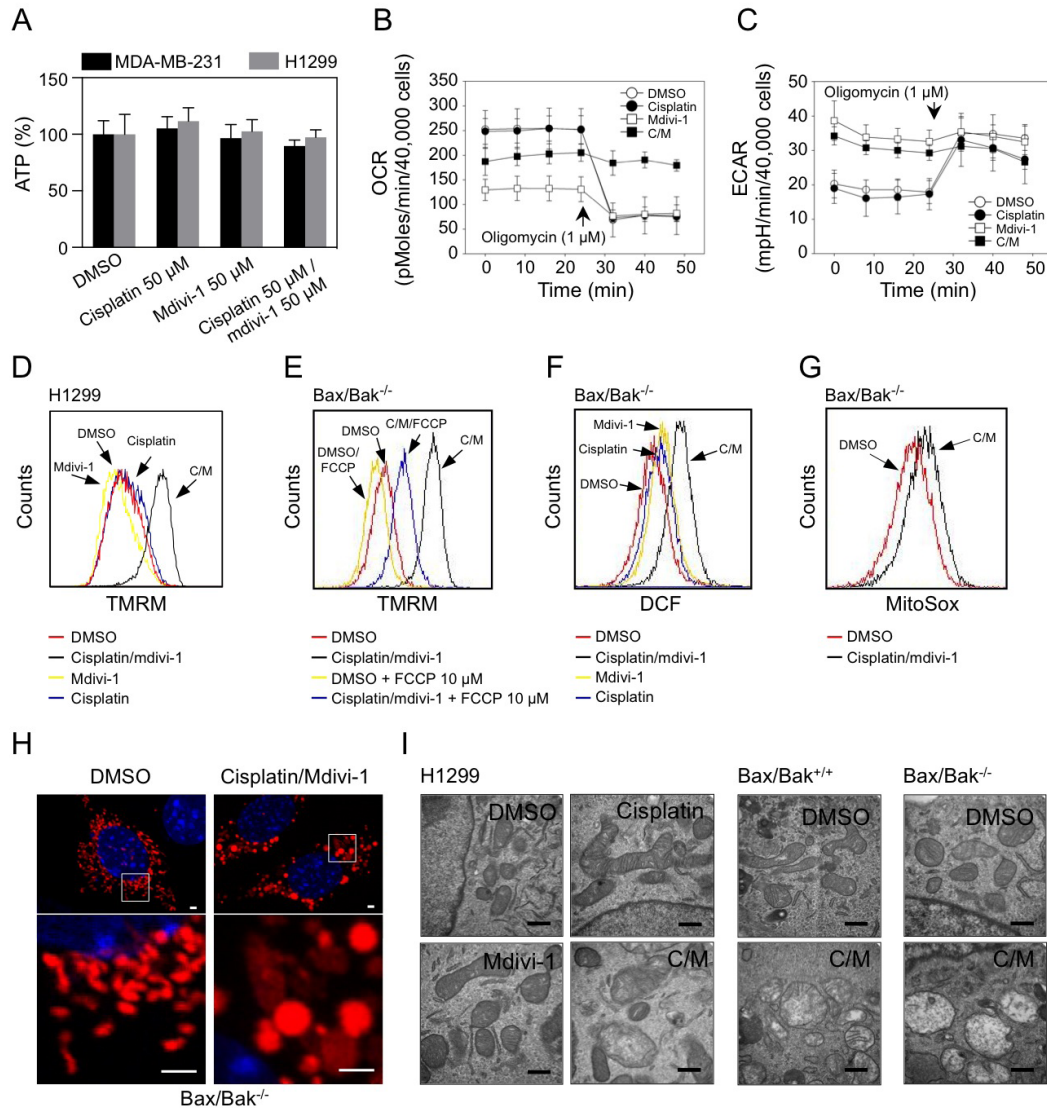 A
MDA-MB-231
H1299
ATP (%)
150
100
50
0
DMSO
Cisplatin 50 µM
Mdivi-1 50 µM
Cisplatin 50 µM /
mdivi-1 50 µM
B
OCR
(pMoles/min/40,000 cells)
350
300
250
200
150
100
50
0
DMSO
Cisplatin
Mdivi-1
C/M
Oligomycin (1 µM)
0 10 20 30 40 50
Time (min)
C
ECAR
(mpH/min/40,000 cells)
50
40
30
20
10
0
Oligomycin (1 µM)
DMSO
Cisplatin
Mdivi-1
C/M
0 10 20 30 40 50
Time (min)
D
H1299
Counts
DMSO
Cisplatin
Mdivi-1
C/M
TMRM
DMSO
Cisplatin/mdivi-1
Mdivi-1
Cisplatin
E
Bax/Bak-/-
Counts
C/M/FCCP
DMSO
DMSO/
FCCP
C/M
TMRM
DMSO
Cisplatin/mdivi-1
DMSO + FCCP 10 µM
Cisplatin/mdivi-1 + FCCP 10 µM
F
Bax/Bak-/-
Counts
Mdivi-1
Cisplatin
DMSO
C/M
DCF
DMSO
Cisplatin/mdivi-1
Mdivi-1
Cisplatin
G
Bax/Bak-/-
Counts
DMSO
C/M
MitoSox
DMSO
Cisplatin/mdivi-1
H
DMSO
Cisplatin/Mdivi-1
Bax/Bak-/-
I
H1299
Bax/Bak+/+
Bax/Bak-/-
DMSO
Cisplatin
DMSO
DMSO
Mdivi-1
C/M
C/M
C/M